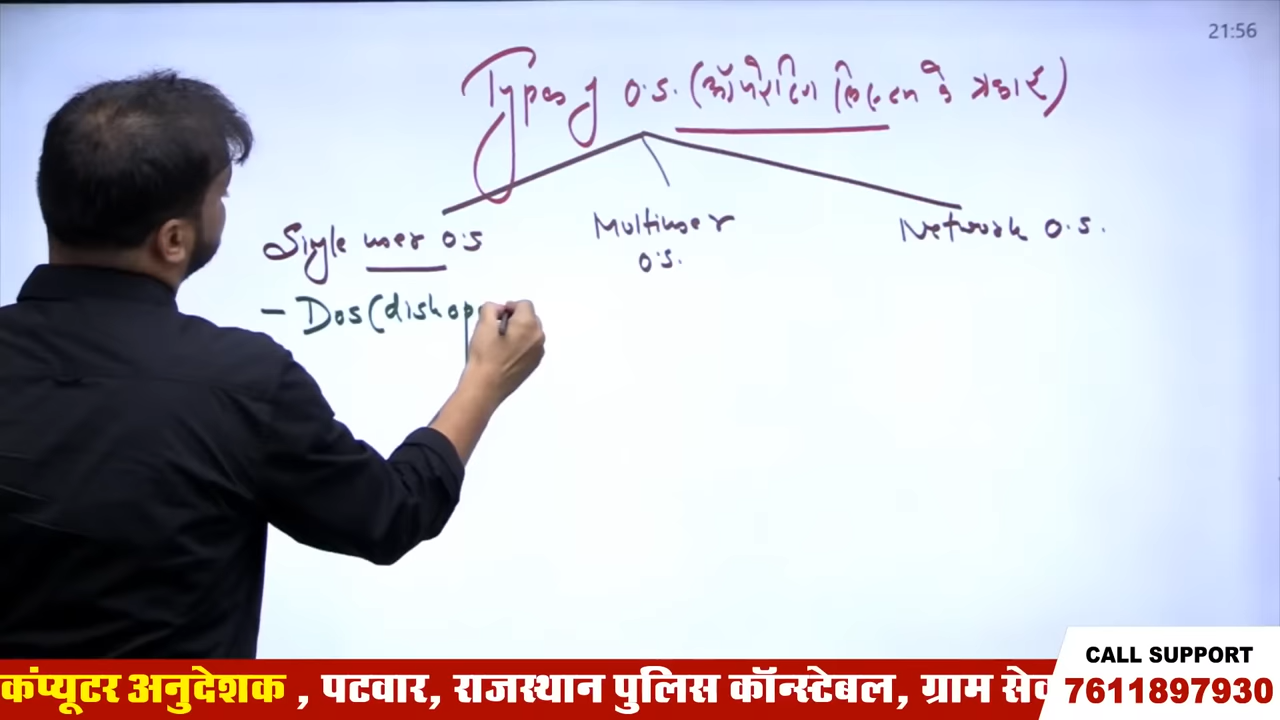 21:56
Types of O.S. (ऑपरेटिंग सिस्टम के प्रकार)
Single user O.S
Multiuser
O.S.
Network O.S.
- Dos(diskop
CALL SUPPORT
7611897930
कंप्यूटर अनुदेशक , पटवार, राजस्थान पुलिस कॉन्स्टेबल, ग्राम सेव